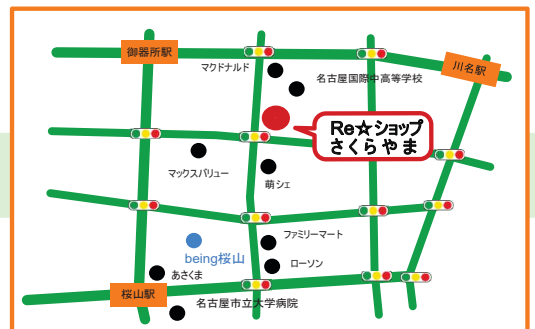 御器所駅
マクドナルド
川名駅
名古屋国際中高等学校
Re☆ショップ
さくらやま
マックスバリュー
萌シェ
ファミリーマート
being桜山
ローソン
あさくま
桜山駅
名古屋市立大学病院